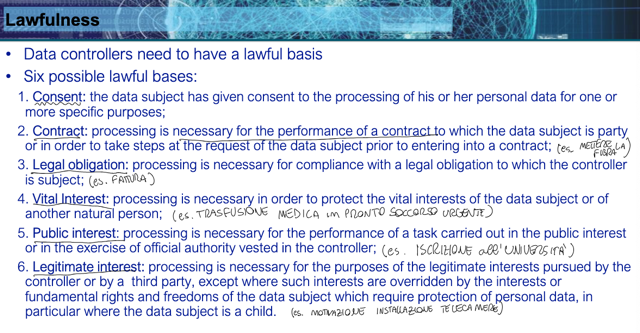 Lawfulness
• Data controllers need to have a lawful basis
• Six possible lawful bases:
1. Consent: the data subject has given consent to the processing of his or her personal data for one or
more specific purposes;
2. Contract: processing is necessary for the performance of a contract to which the data subject is party
or in order to take steps at the request of the data subject prior to entering into a contract; (es. METTERE LA
FIBRA)
3. Legal obligation: processing is necessary for compliance with a legal obligation to which the controller
is subject; (es. FATTURA)
4. Vital Interest: processing is necessary in order to protect the vital interests of the data subject or of
another natural person; (es. TRASFUSIONE MEDICA in PRONTO SOCCORSO URGENTE)
5. Public interest: processing is necessary for the performance of a task carried out in the public interest
or in the exercise of official authority vested in the controller; (es. ISCRIZIONE all'UNIVERSITÀ)
6. Legitimate interest: processing is necessary for the purposes of the legitimate interests pursued by the
controller or by a third party, except where such interests are overridden by the interests or
fundamental rights and freedoms of the data subject which require protection of personal data, in
particular where the data subject is a child. (es. MOTIVAZIONE INSTALLAZIONE TELECAMERE)